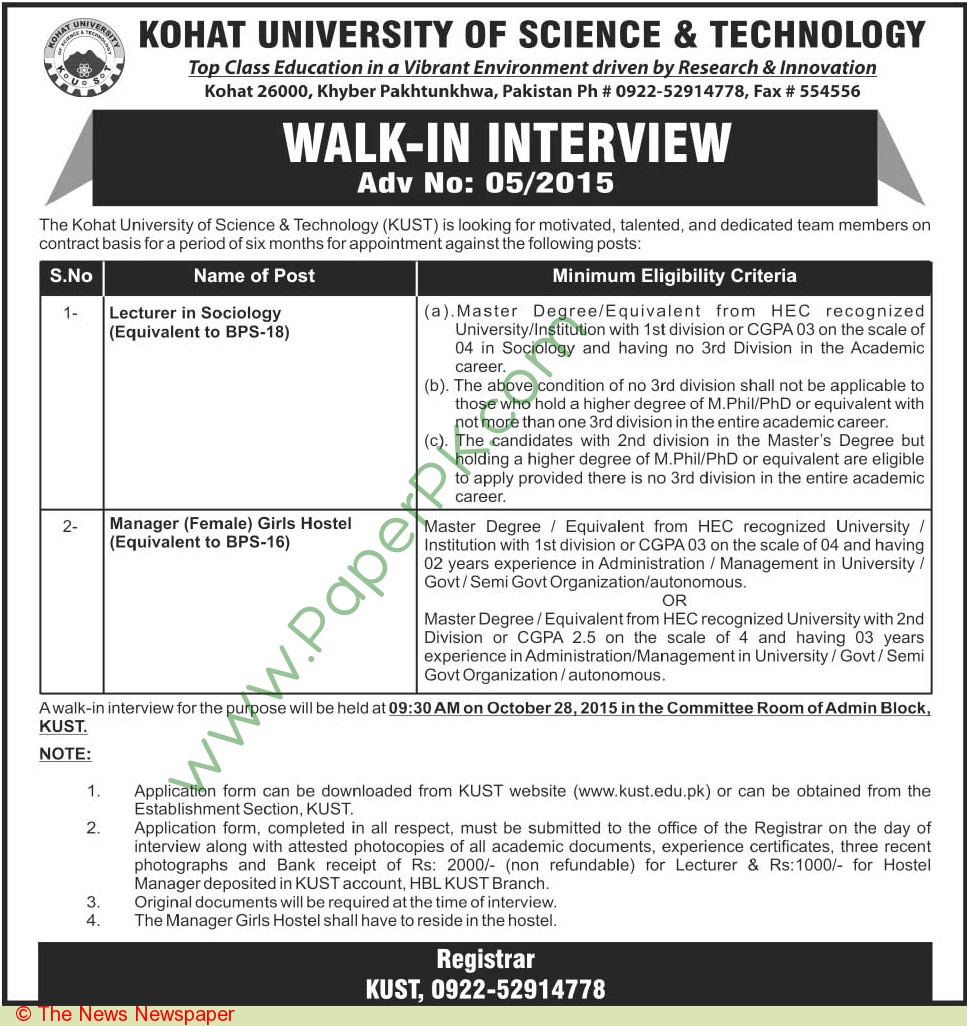 KOHAT UNIVERSITY OF SCIENCE & TECHNOLOGY
KOHAT UNIVERSITY
OF SCIENCE & TECHNOLOGY
K U S T
Top Class Education in a Vibrant Environment driven by Research & Innovation
Kohat 26000, Khyber Pakhtunkhwa, Pakistan Ph # 0922-52914778, Fax # 554556
WALK-IN INTERVIEW
Adv No: 05/2015
The Kohat University of Science & Technology (KUST) is looking for motivated, talented, and dedicated team members on
contract basis for a period of six months for appointment against the following posts:
S.No Name of Post Minimum Eligibility Criteria
1- Lecturer in Sociology
(Equivalent to BPS-18)
(a).Master Degree/Equivalent from HEC recognized
University/Institution with 1st division or CGPA 03 on the scale of
04 in Sociology and having no 3rd Division in the Academic
career.
(b). The above condition of no 3rd division shall not be applicable to
those who hold a higher degree of M.Phil/PhD or equivalent with
not more than one 3rd division in the entire academic career.
(c). The candidates with 2nd division in the Master's Degree but
holding a higher degree of M.Phil/PhD or equivalent are eligible
to apply provided there is no 3rd division in the entire academic
career.
2- Manager (Female) Girls Hostel
(Equivalent to BPS-16)
Master Degree / Equivalent from HEC recognized University /
Institution with 1st division or CGPA 03 on the scale of 04 and having
02 years experience in Administration / Management in University /
Govt / Semi Govt Organization/autonomous.
OR
Master Degree / Equivalent from HEC recognized University with 2nd
Division or CGPA 2.5 on the scale of 4 and having 03 years
experience in Administration/Management in University / Govt / Semi
Govt Organization / autonomous.
A walk-in interview for the purpose will be held at 09:30 AM on October 28, 2015 in the Committee Room of Admin Block,
KUST.
NOTE:
1. Application form can be downloaded from KUST website (www.kust.edu.pk) or can be obtained from the
Establishment Section, KUST.
2. Application form, completed in all respect, must be submitted to the office of the Registrar on the day of
interview along with attested photocopies of all academic documents, experience certificates, three recent
photographs and Bank receipt of Rs: 2000/- (non refundable) for Lecturer & Rs:1000/- for Hostel
Manager deposited in KUST account, HBL KUST Branch.
3. Original documents will be required at the time of interview.
4. The Manager Girls Hostel shall have to reside in the hostel.
Registrar
KUST, 0922-52914778
© The News Newspaper
www.PaperPk.com